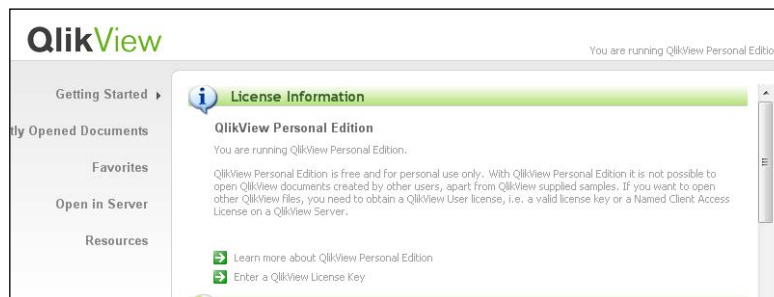 QlikView
You are running QlikView Personal Editio
Getting Started
tly Opened Documents
Favorites
Open in Server
Resources
License Information
QlikView Personal Edition
You are running QlikView Personal Edition.
QlikView Personal Edition is free and for personal use only. With QlikView Personal Edition it is not possible to
open QlikView documents created by other users, apart from QlikView supplied samples. If you want to open
other QlikView files, you need to obtain a QlikView User license, i.e. a valid license key or a Named Client Access
License on a QlikView Server.
Learn more about QlikView Personal Edition
Enter a QlikView License Key